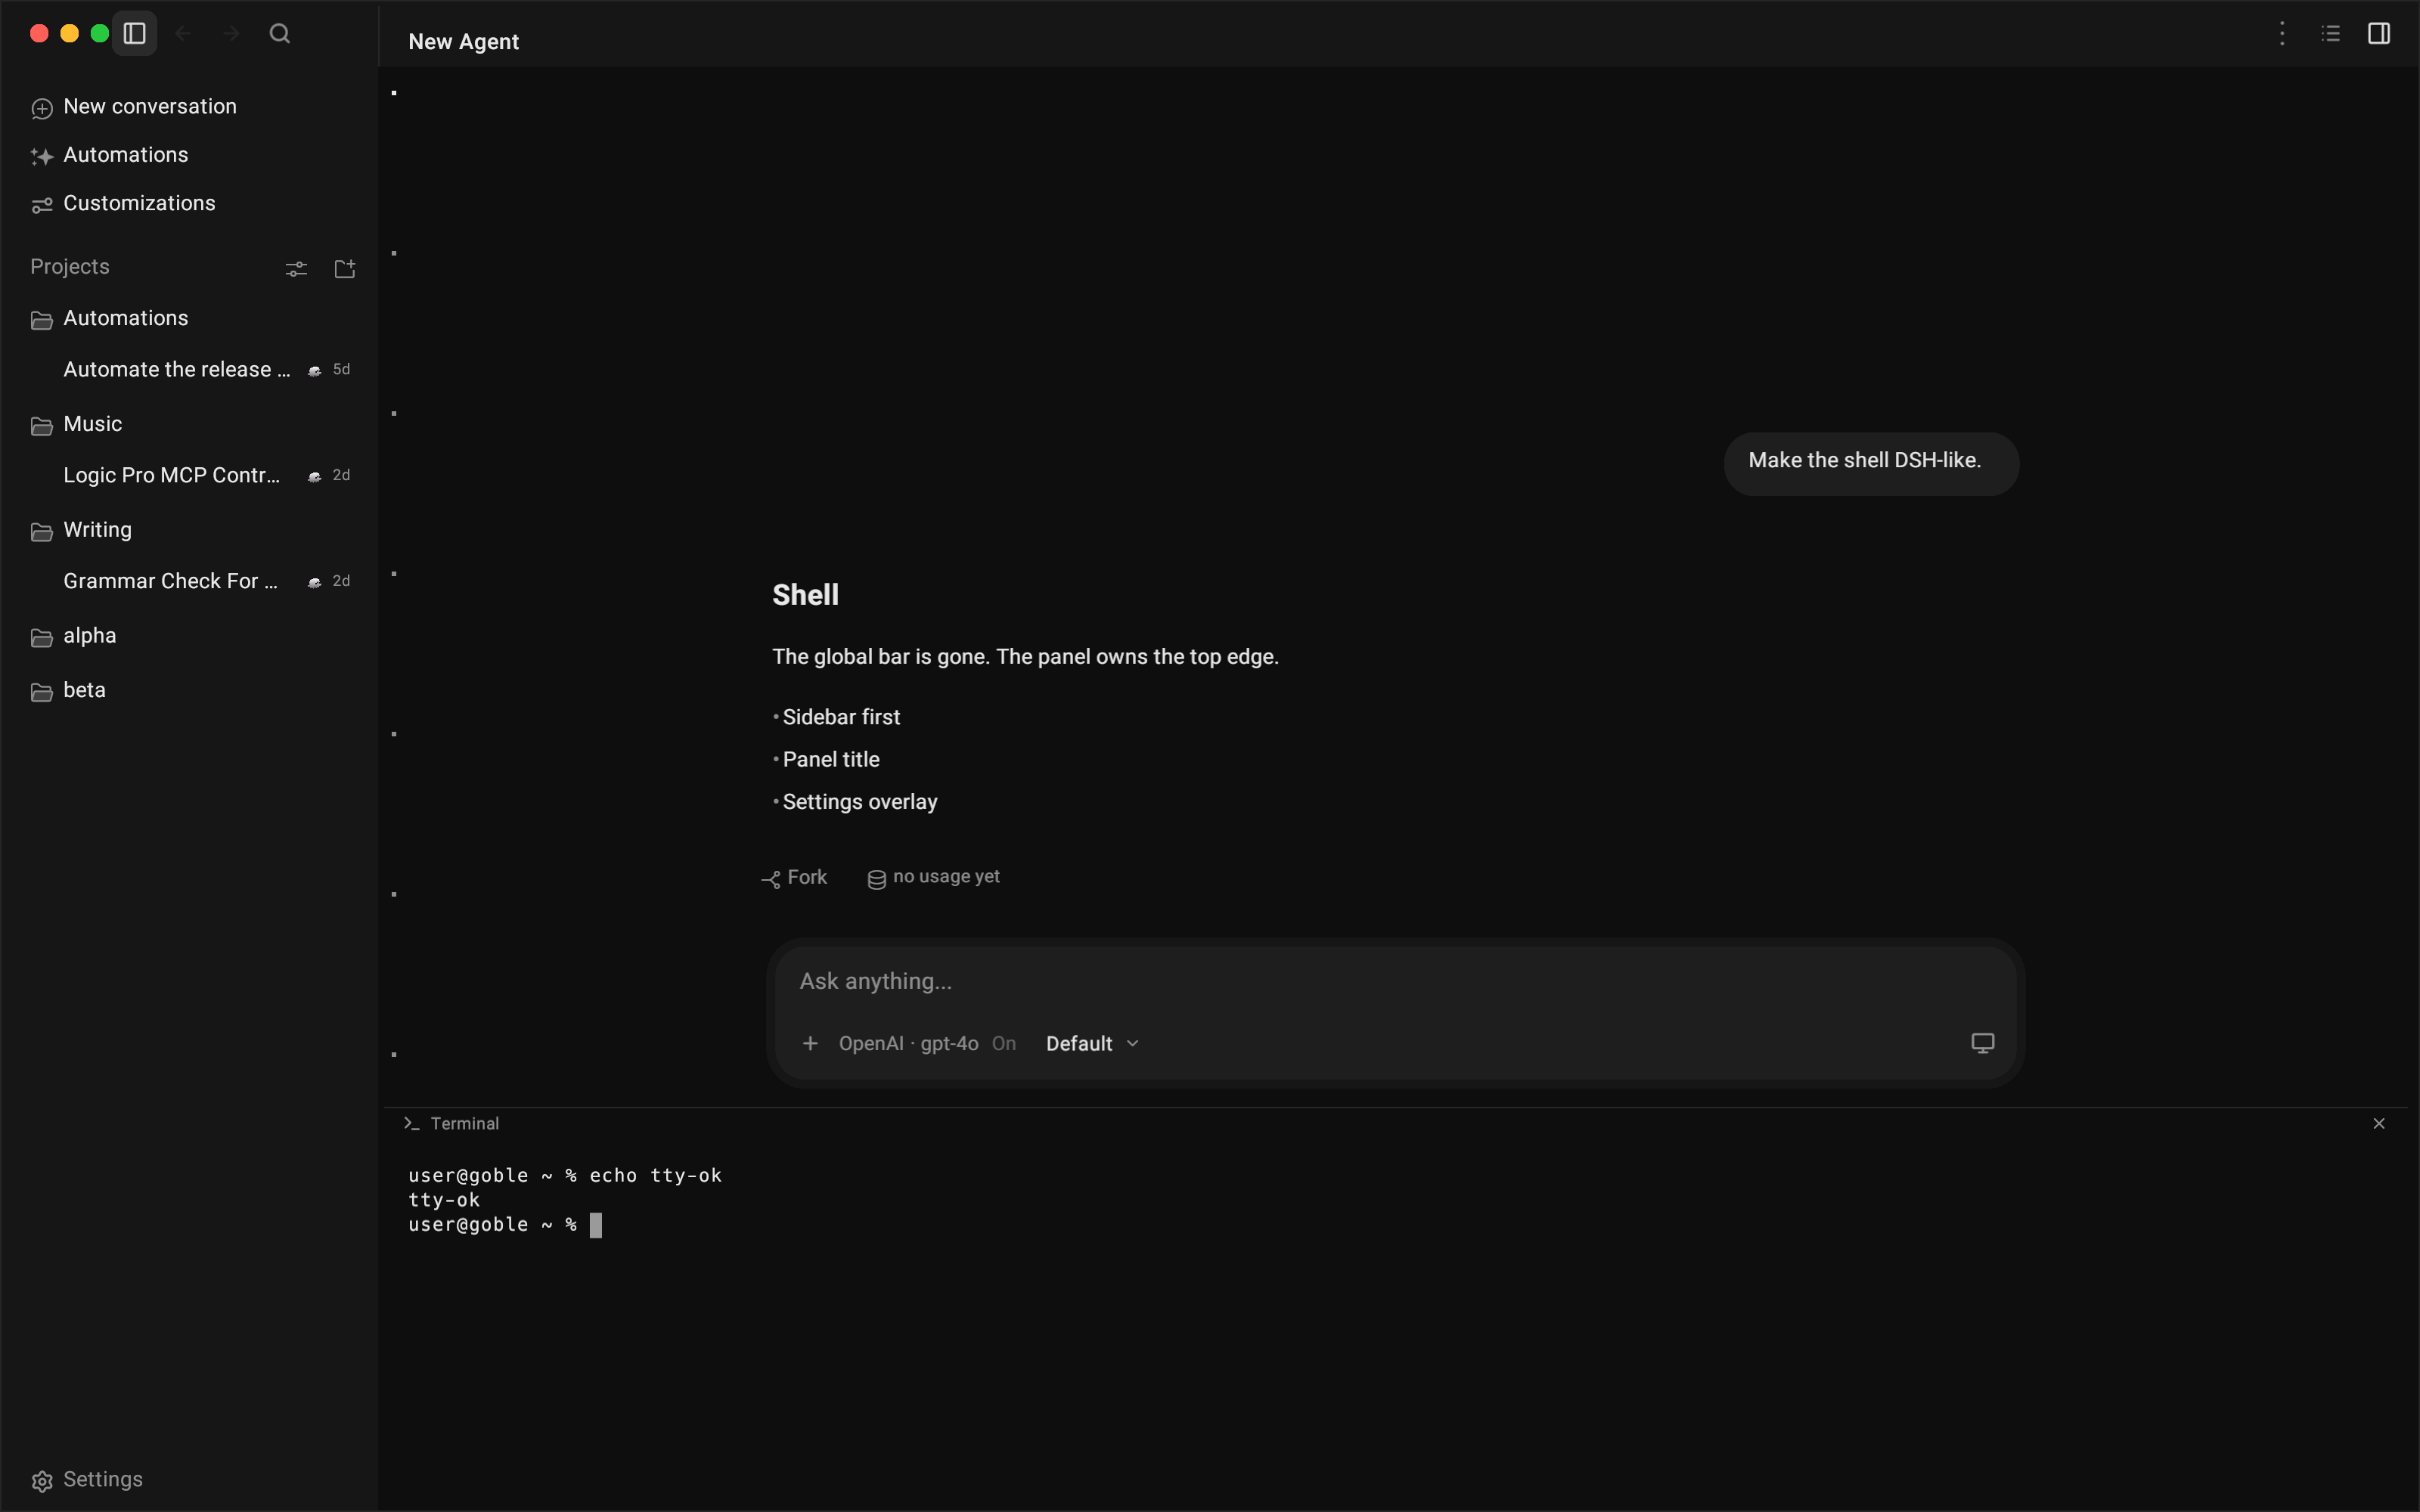 New Agent
New conversation
Automations
Customizations
Projects
Automations
Automate the release ... 5d
Music
Logic Pro MCP Contr... 2d
Writing
Grammar Check For ... 2d
alpha
beta
Settings
Make the shell DSH-like.
Shell
The global bar is gone. The panel owns the top edge.
• Sidebar first
• Panel title
• Settings overlay
Fork no usage yet
Ask anything...
+ OpenAI · gpt-4o On Default
Terminal
user@goble ~ % echo tty-ok
tty-ok
user@goble ~ %